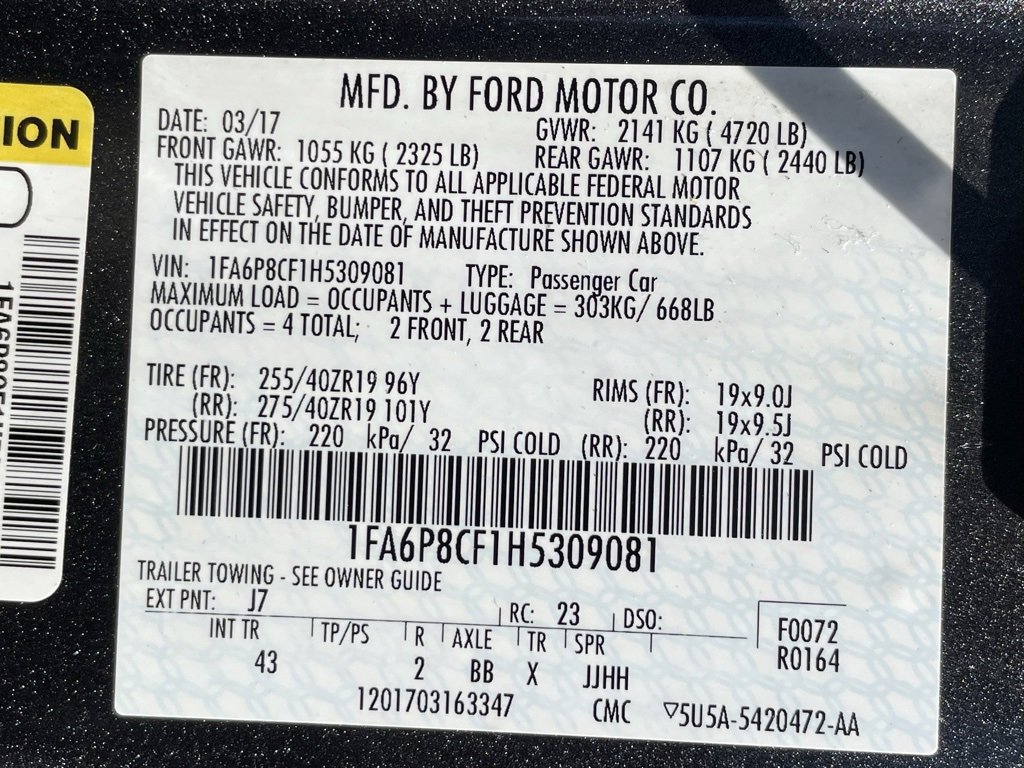 MFD. BY FORD MOTOR CO.
DATE: 03/17 GVWR: 2141 KG ( 4720 LB)
FRONT GAWR: 1055 KG ( 2325 LB) REAR GAWR: 1107 KG ( 2440 LB)
THIS VEHICLE CONFORMS TO ALL APPLICABLE FEDERAL MOTOR
VEHICLE SAFETY, BUMPER, AND THEFT PREVENTION STANDARDS
IN EFFECT ON THE DATE OF MANUFACTURE SHOWN ABOVE.
VIN: 1FA6P8CF1H5309081 TYPE: Passenger Car
MAXIMUM LOAD = OCCUPANTS + LUGGAGE = 303KG/ 668LB
OCCUPANTS = 4 TOTAL; 2 FRONT, 2 REAR
TIRE (FR): 255/40ZR19 96Y RIMS (FR): 19x9.0J
(RR): 275/40ZR19 101Y (RR): 19x9.5J
PRESSURE (FR): 220 kPa/ 32 PSI COLD (RR): 220 kPa/ 32 PSI COLD
1FA6P8CF1H5309081
TRAILER TOWING - SEE OWNER GUIDE
EXT PNT: J7 RC: 23 DSO: F0072
INT TR TP/PS R AXLE TR SPR R0164
43 2 BB X JJHH
1201703163347 CMC ▽5U5A-5420472-AA
ION